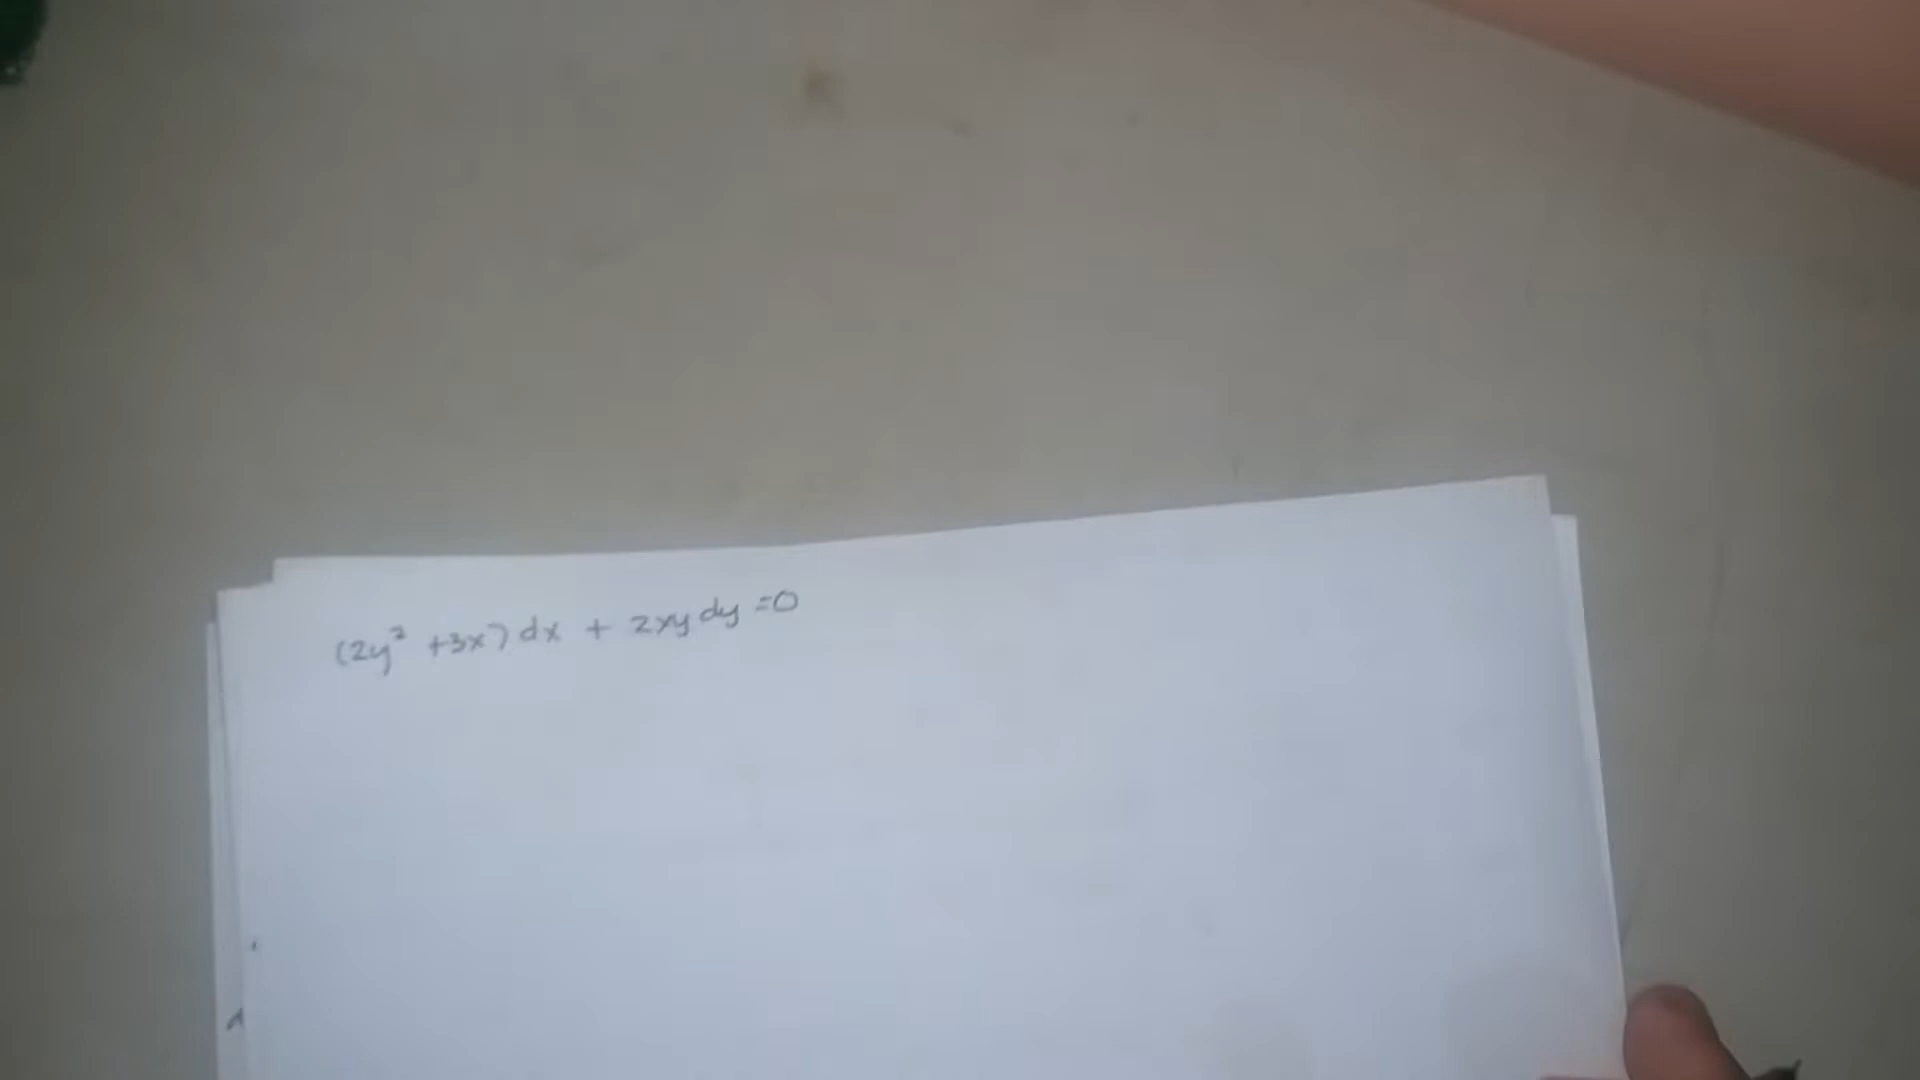 (2y² +3x) dx + 2xy dy =0